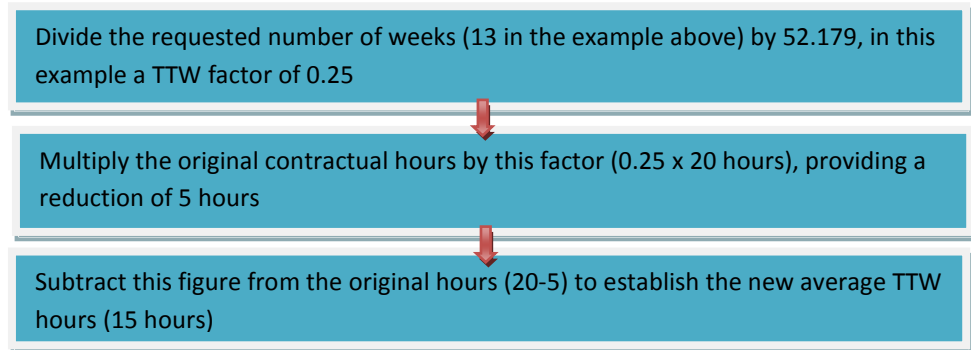 Divide the requested number of weeks (13 in the example above) by 52.179, in this
example a TTW factor of 0.25
Multiply the original contractual hours by this factor (0.25 x 20 hours), providing a
reduction of 5 hours
Subtract this figure from the original hours (20-5) to establish the new average TTW
hours (15 hours)